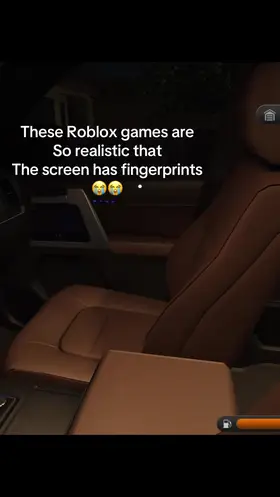 These Roblox games are
So realistic that
The screen has fingerprints
😭😭